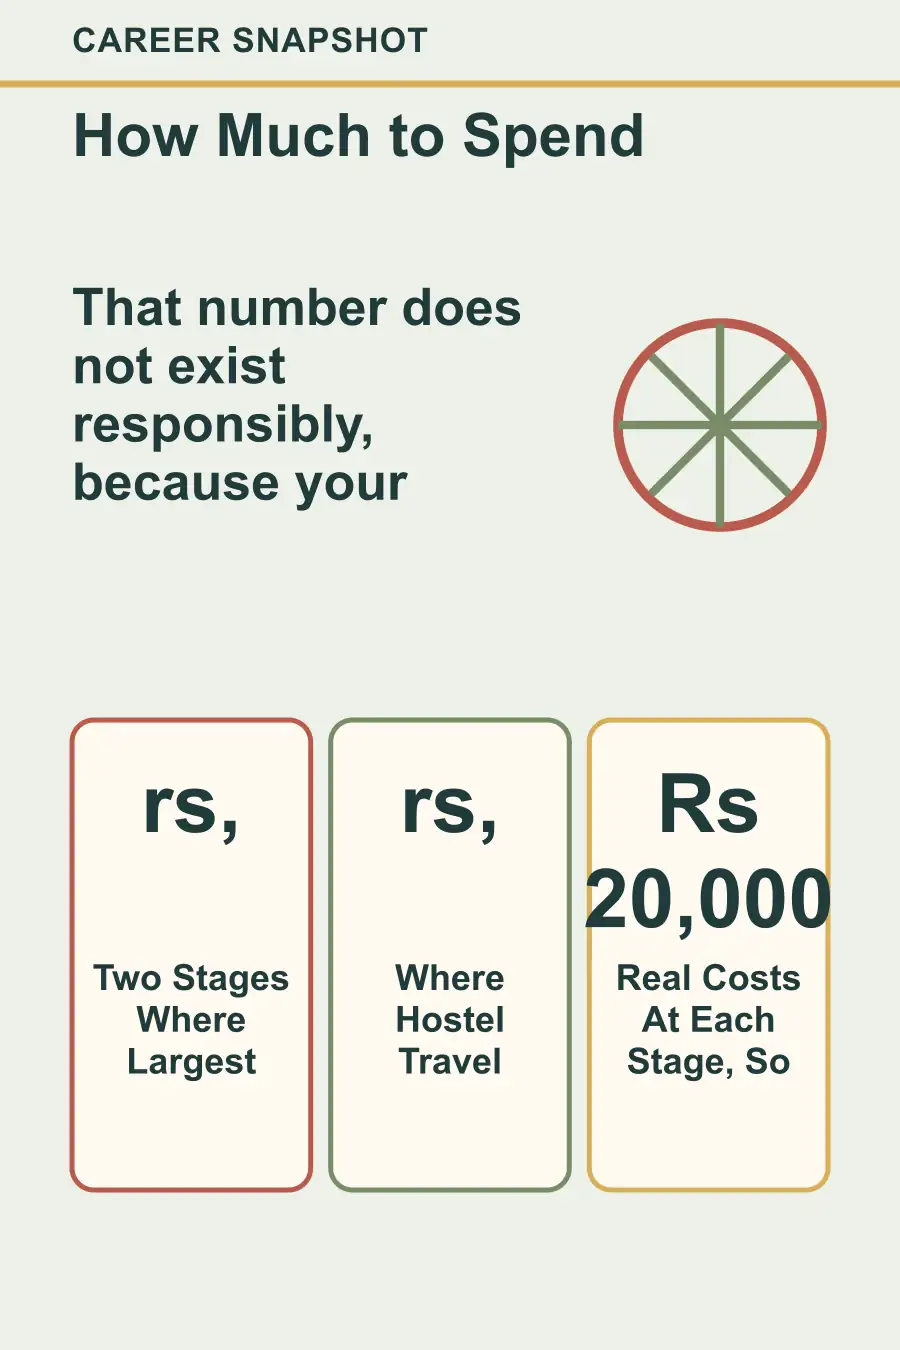 CAREER SNAPSHOT
How Much to Spend
That number does
not exist
responsibly,
because your
rs,
Two Stages
Where
Largest
rs,
Where
Hostel
Travel
Rs
20,000
Real Costs
At Each
Stage, So